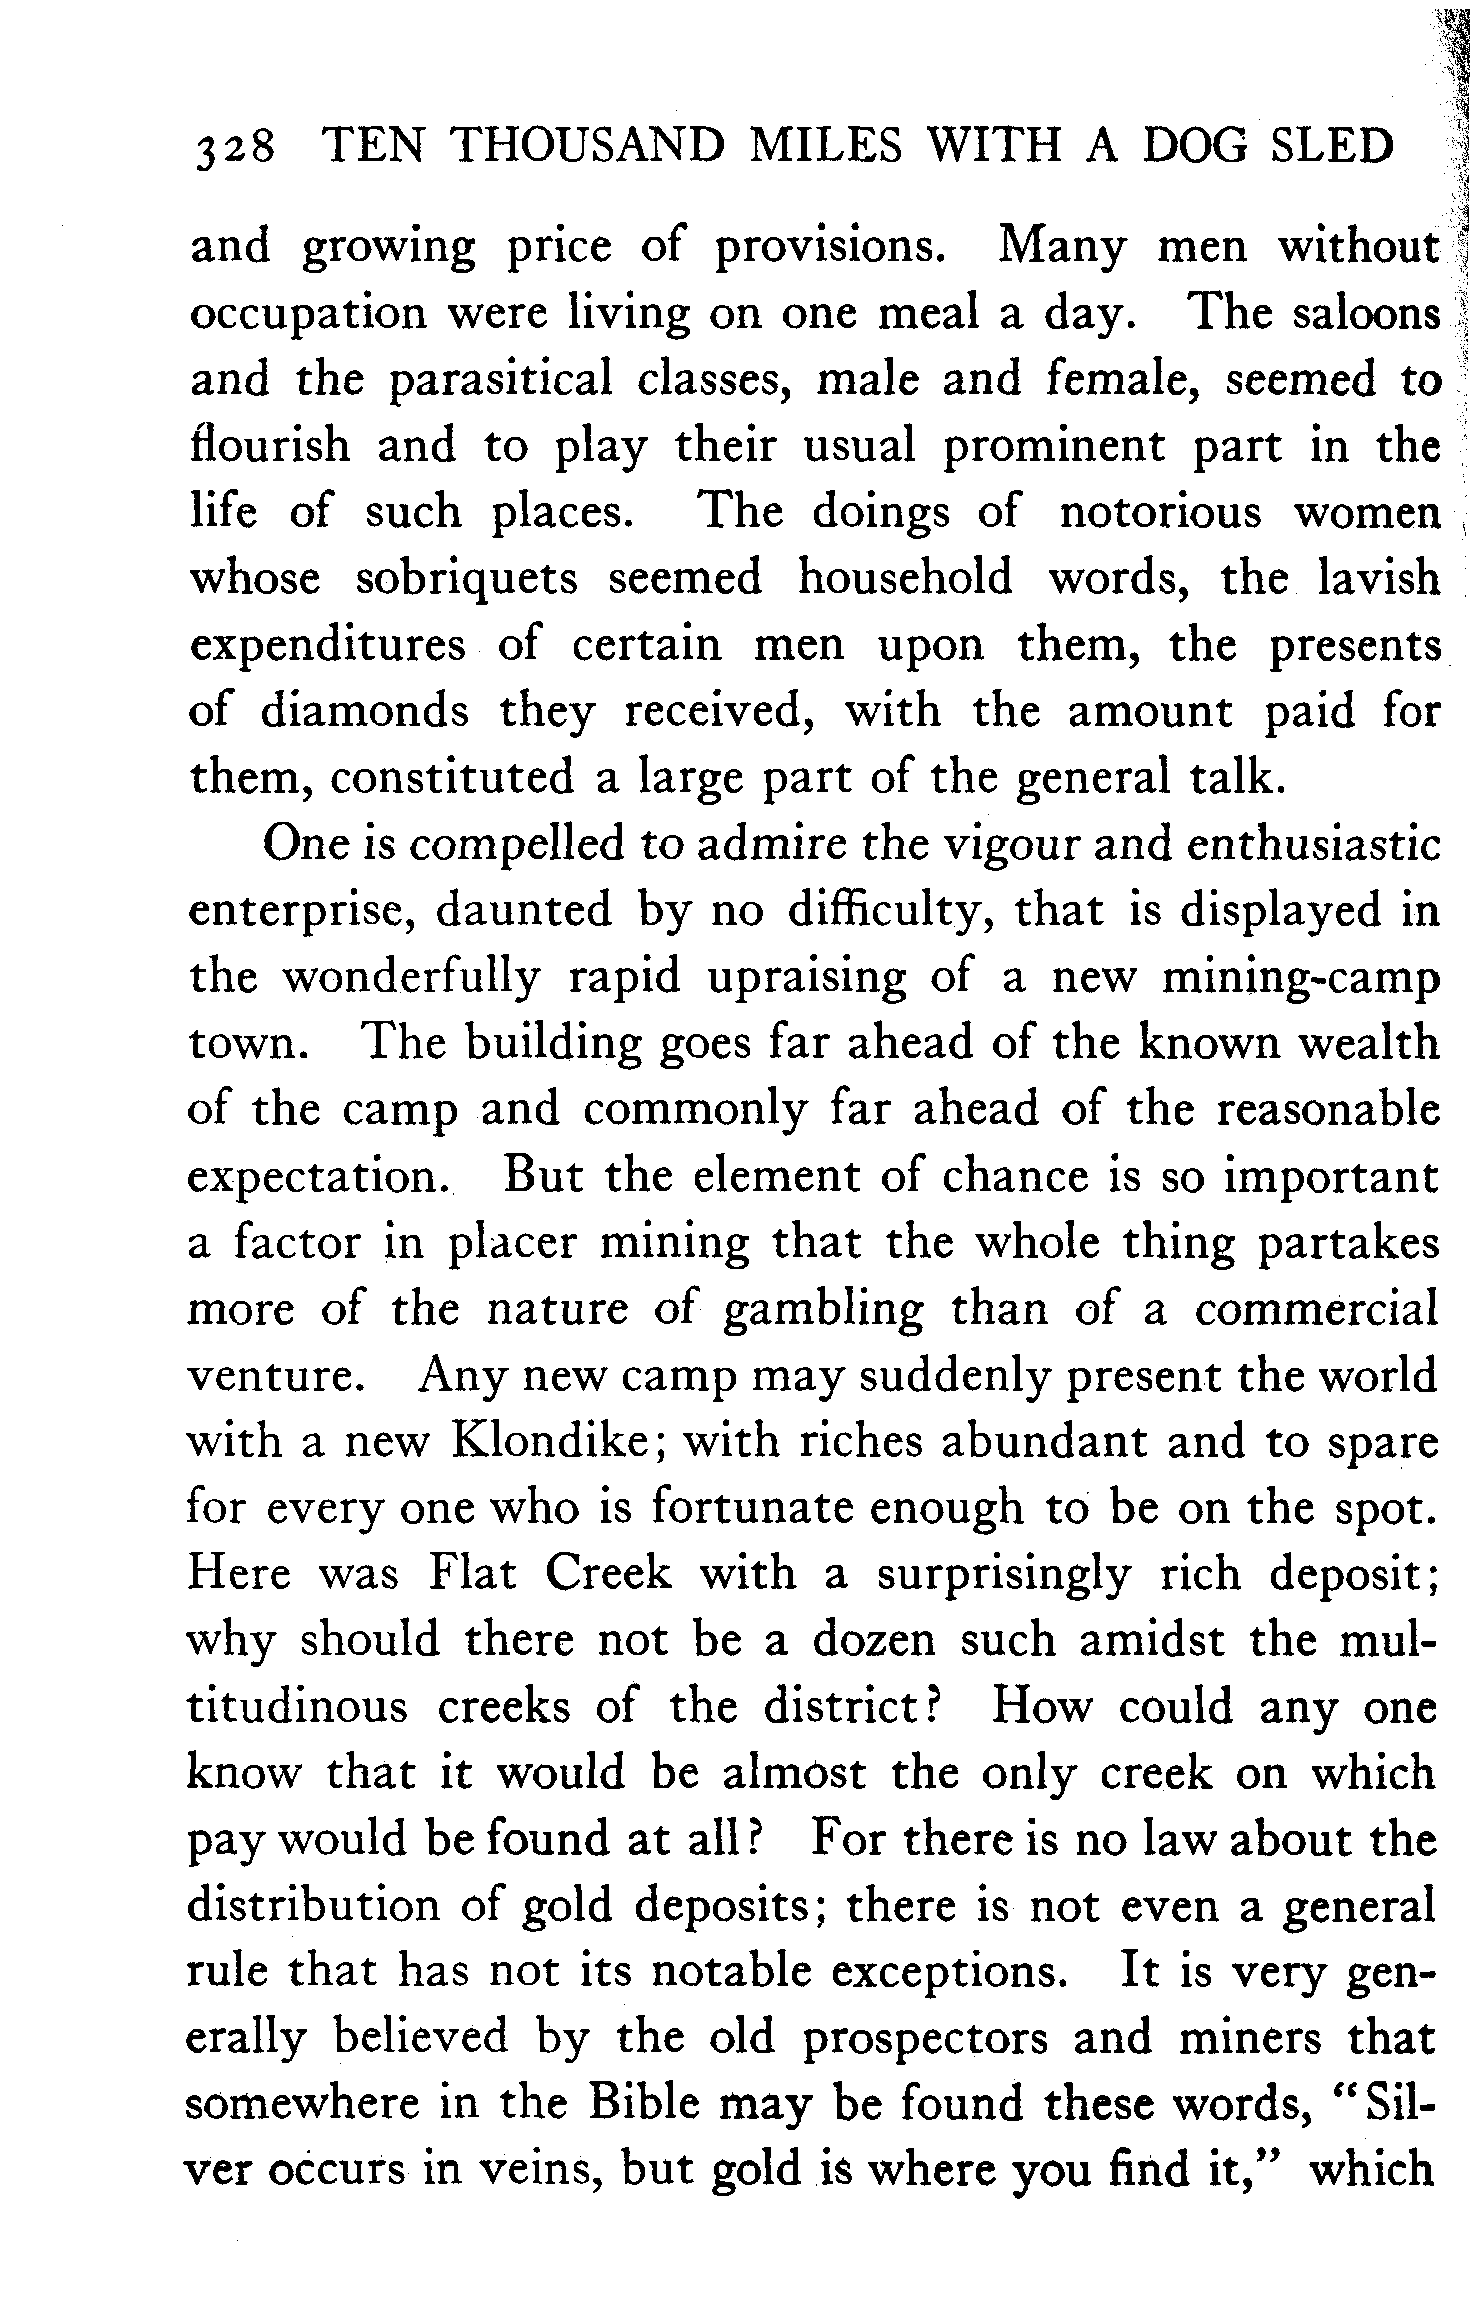 328 TEN THOUSAND MILES WITH A DOG SLED
and growing price of provisions. Many men without
occupation were living on one meal a day. The saloons
and the parasitical classes, male and female, seemed to
flourish and to play their usual prominent part in the
life of such places. The doings of notorious women
whose sobriquets seemed household words, the lavish
expenditures of certain men upon them, the presents
of diamonds they received, with the amount paid for
them, constituted a large part of the general talk.
One is compelled to admire the vigour and enthusiastic
enterprise, daunted by no difficulty, that is displayed in
the wonderfully rapid upraising of a new mining-camp
town. The building goes far ahead of the known wealth
of the camp and commonly far ahead of the reasonable
expectation. But the element of chance is so important
a factor in placer mining that the whole thing partakes
more of the nature of gambling than of a commercial
venture. Any new camp may suddenly present the world
with a new Klondike; with riches abundant and to spare
for every one who is fortunate enough to be on the spot.
Here was Flat Creek with a surprisingly rich deposit;
why should there not be a dozen such amidst the mul-
titudinous creeks of the district? How could any one
know that it would be almost the only creek on which
pay would be found at all? For there is no law about the
distribution of gold deposits; there is not even a general
rule that has not its notable exceptions. It is very gen-
erally believed by the old prospectors and miners that
somewhere in the Bible may be found these words, "Sil-
ver occurs in veins, but gold is where you find it," which